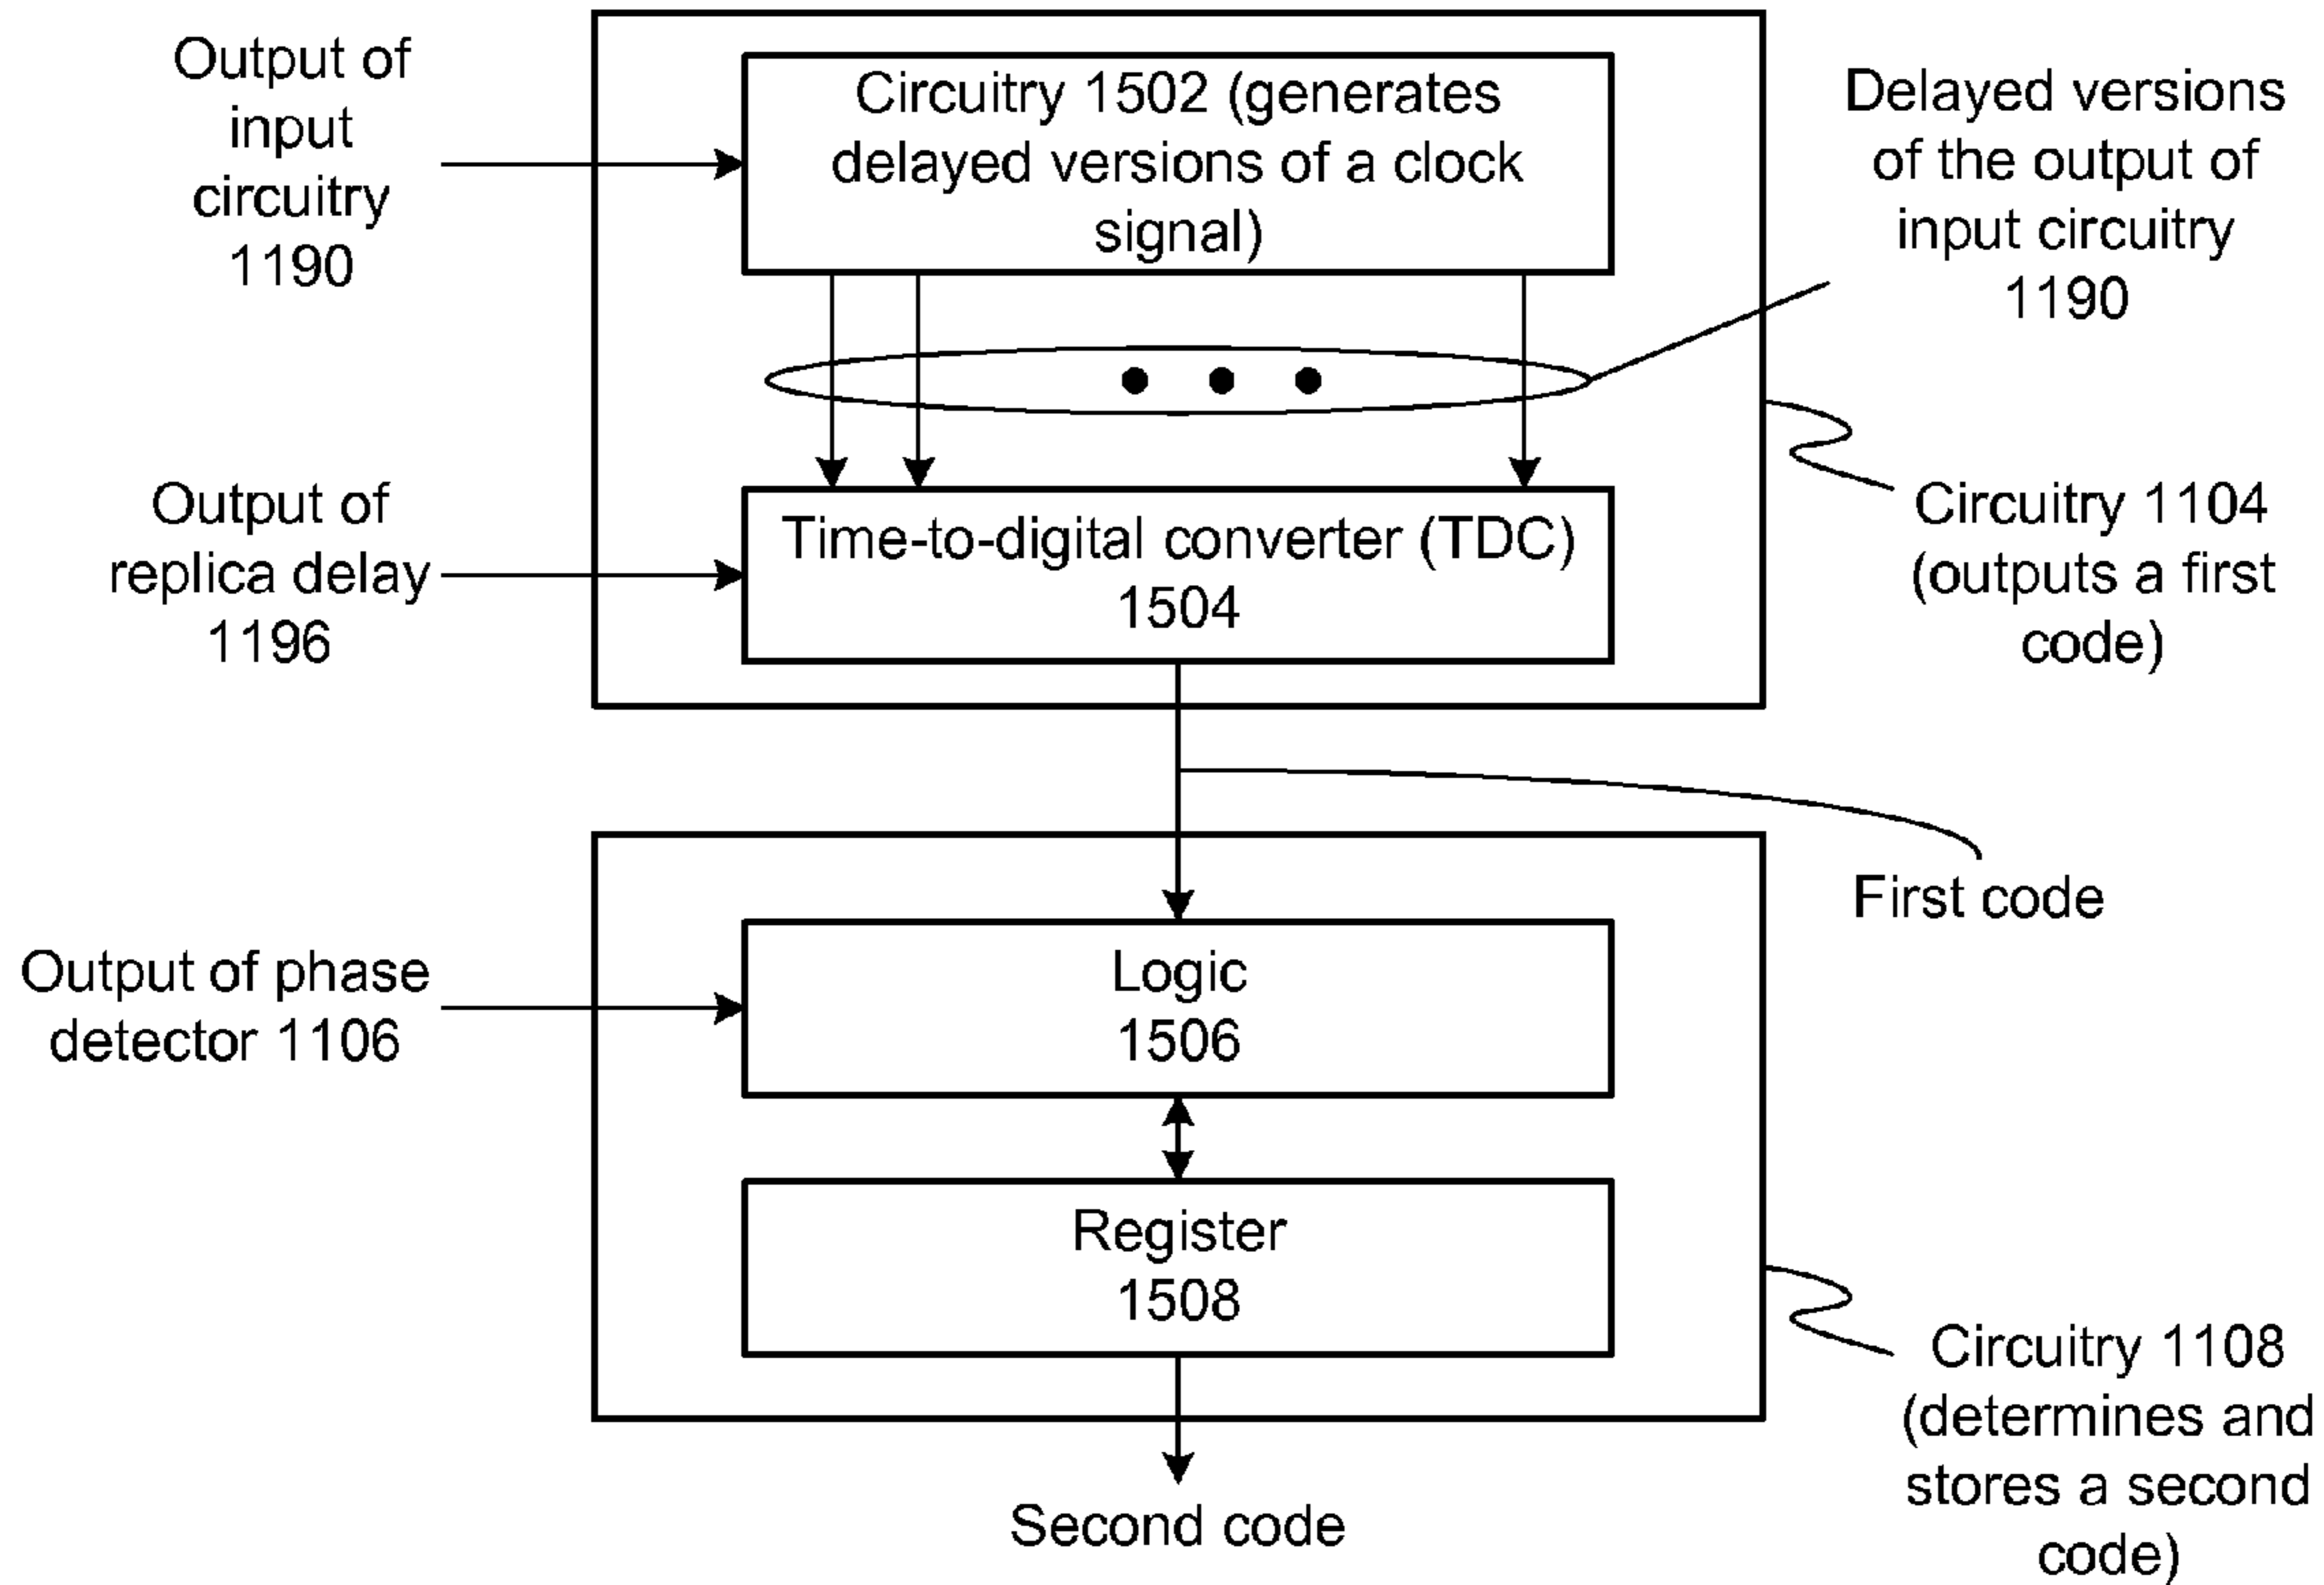 Output of
input
circuitry
1190
Circuitry 1502 (generates
delayed versions of a clock
signal)
Delayed versions
of the output of
input circuitry
1190
Output of
replica delay
1196
Time-to-digital converter (TDC)
1504
Circuitry 1104
(outputs a first
code)
First code
Output of phase
detector 1106
Logic
1506
Register
1508
Circuitry 1108
(determines and
stores a second
code)
Second code